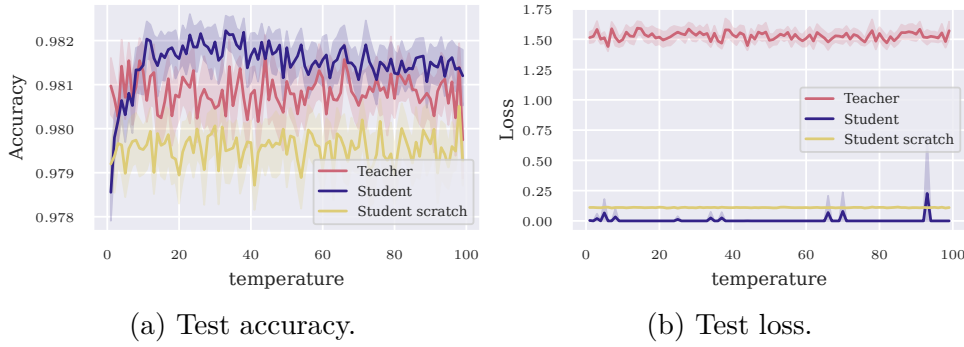 0.982
0.981
0.980
0.979
0.978
Accuracy
0 20 40 60 80 100
temperature
Teacher
Student
Student scratch
(a) Test accuracy.
1.75
1.50
1.25
1.00
0.75
0.50
0.25
0.00
Loss
0 20 40 60 80 100
temperature
Teacher
Student
Student scratch
(b) Test loss.